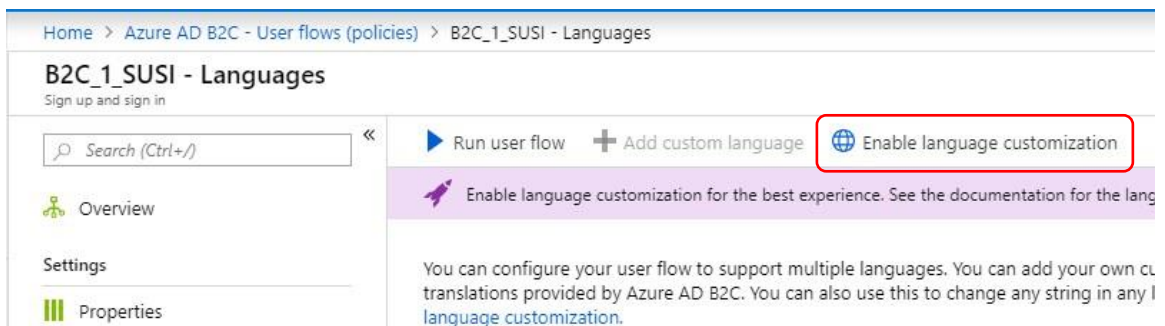 Home > Azure AD B2C - User flows (policies) > B2C_1_SUSI - Languages
B2C_1_SUSI - Languages
Sign up and sign in
Search (Ctrl+/)
«
Run user flow
Add custom language
Enable language customization
Enable language customization for the best experience. See the documentation for the lang
Overview
Settings
Properties
You can configure your user flow to support multiple languages. You can add your own cu
translations provided by Azure AD B2C. You can also use this to change any string in any l
language customization.